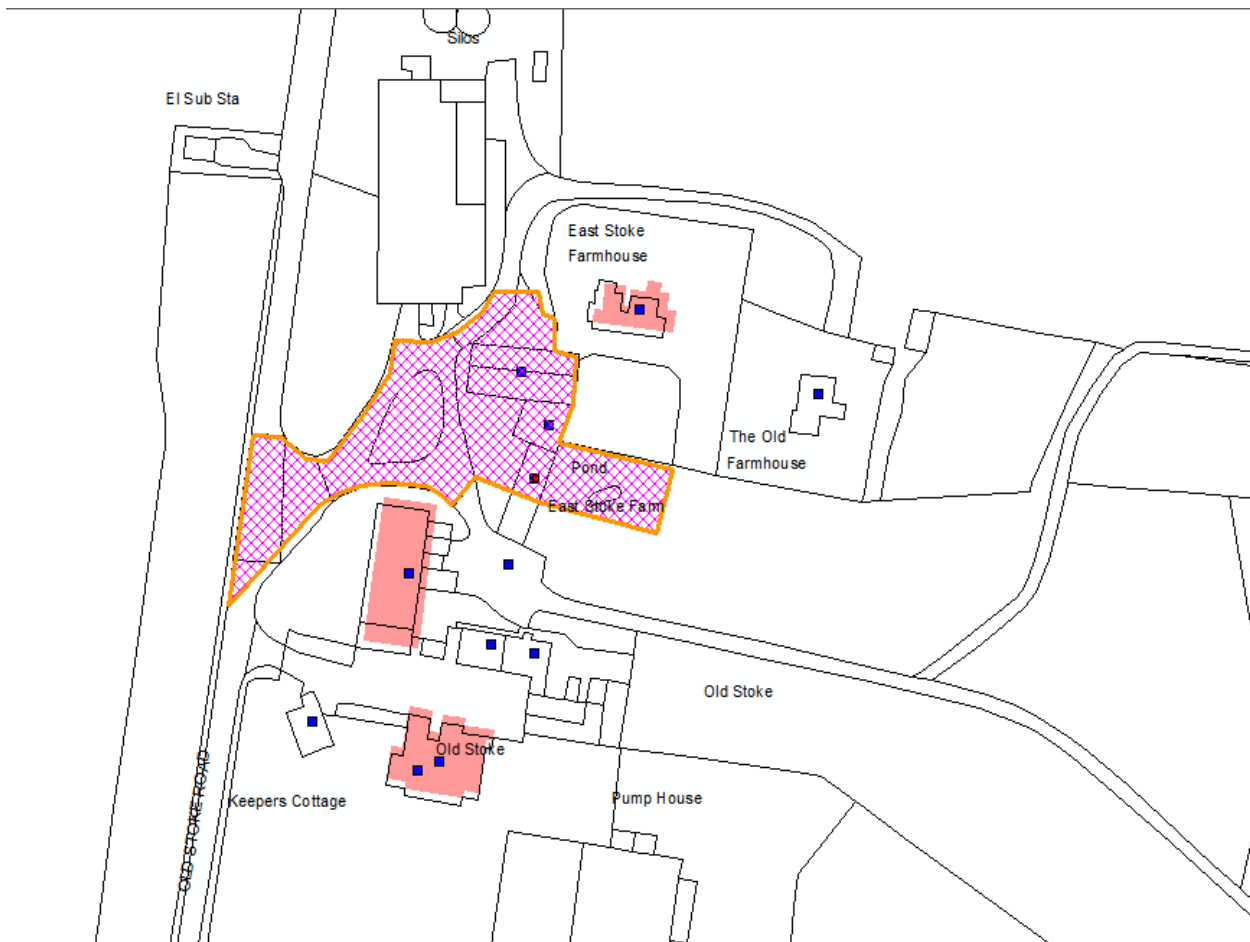 Silos
El Sub Sta
East Stoke
Farmhouse
The Old
Farmhouse
Pond
East Stoke Farm
Old Stoke
Old Stoke
Keepers Cottage
Pump House
OLD STOKE ROAD